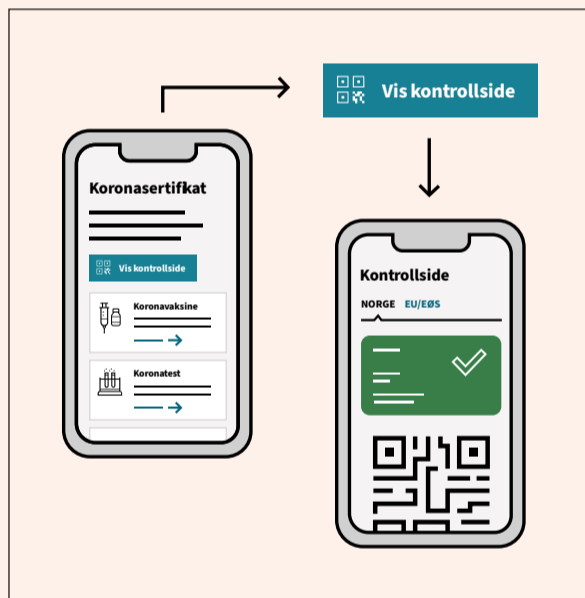 Vis kontrollside
Koronasertifikat
Vis kontrollside
Koronavaksine
Koronatest
Kontrollside
NORGE EU/EØS